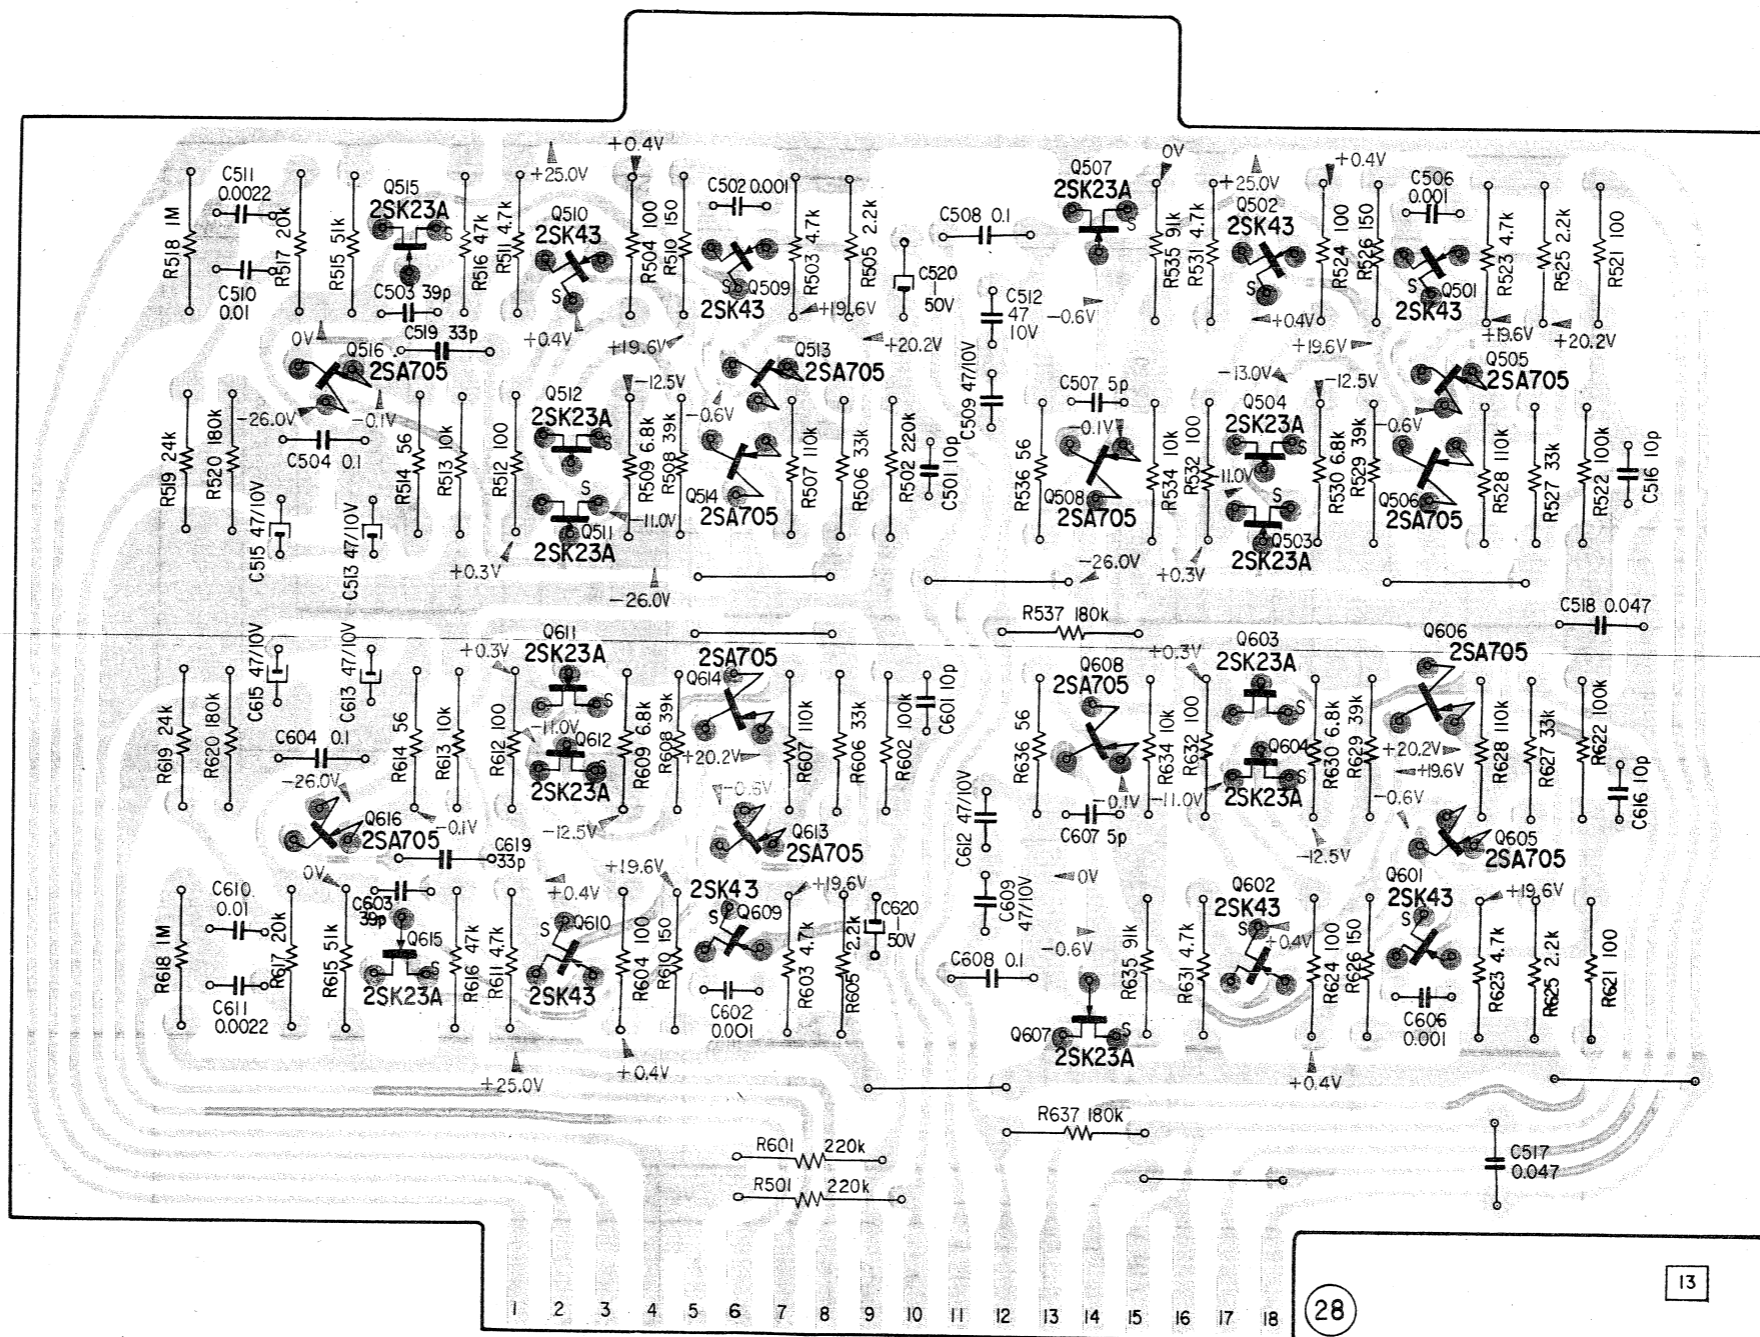 +0.4V
+25.0V
C511
0.0022
Q515
2SK23A
S
R518 1M
R517 20k
R515 51k
R516 47k
R511 4.7k
Q510
2SK43
S
R504 100
R510 150
C502 0.001
Q509
2SK43
S
R503 4.7k
R505 2.2k
C508 0.1
Q507
2SK23A
S
0V
R535 91k
R531 4.7k
+25.0V
Q502
2SK43
S
+0.4V
R524 100
R526 150
C506
0.001
Q501
2SK43
S
R523 4.7k
R525 2.2k
R521 100
C510
0.01
C503 39p
C519 33p
C520
1
50V
C512
47
10V
-0.6V
0V
Q516
2SA705
+0.4V
+19.6V
+19.6V
Q513
2SA705
+20.2V
C509 47/10V
+0.4V
+19.6V
+19.6V
+20.2V
Q505
2SA705
-26.0V
-0.1V
Q512
2SK23A
S
-12.5V
-0.6V
C507 5p
-0.1V
-13.0V
Q504
2SA23A
S
-12.5V
-0.6V
R519 24k
R520 180k
C504 0.1
R514 56
R513 10k
R512 100
R509 6.8k
R508 39k
Q514
2SA705
R507 110k
R506 33k
R502 220k
C501 10p
R536 56
Q508
2SA705
R534 10k
R532 100
-11.0V
R530 6.8k
R529 39k
Q506
2SA705
R528 110k
R527 33k
R522 100k
C516 10p
C515 47/10V
C513 47/10V
S
-11.0V
Q511
2SK23A
S
Q503
2SK23A
+0.3V
-26.0V
-26.0V
+0.3V
R537 180k
C518 0.047
C615 47/10V
C613 47/10V
+0.3V
Q611
2SK23A
S
2SA705
Q614
Q608
2SA705
+0.3V
Q603
2SK23A
S
Q606
2SA705
R619 24k
R620 180k
C604 0.1
R614 56
R613 10k
R612 100
-11.0V
Q612
2SK23A
S
R609 6.8k
R608 39k
+20.2V
R607 110k
R606 33k
R602 100k
C601 10p
R636 56
R634 10k
R632 100
Q604
2SK23A
S
R630 6.8k
R629 39k
+20.2V
+19.6V
R628 110k
R627 33k
R622 100k
C616 10p
-26.0V
-0.6V
-0.1V
-11.0V
-0.6V
Q616
2SA705
-0.1V
-12.5V
Q613
2SA705
C612 47/10V
C607 5p
-12.5V
Q605
2SA705
C619
33p
0V
C610
0.01
C603
39p
+0.4V
+19.6V
2SK43
Q609
S
+19.6V
C620
1
50V
C609
47/10V
0V
Q602
2SK43
S
Q601
2SK43
S
+19.6V
R618 1M
R617 20k
R615 51k
Q615
2SK23A
S
R616 47k
R611 4.7k
Q610
2SK43
S
R604 100
R610 150
R603 4.7k
R605 2.2k
-0.6V
C608 0.1
R635 91k
R631 4.7k
+0.4V
R624 100
R626 150
R623 4.7k
R625 2.2k
R621 100
C611
0.0022
C602
0.001
Q607
2SK23A
S
C606
0.001
+25.0V
+0.4V
+0.4V
R637 180k
R601 220k
R501 220k
C517
0.047
1 2 3 4 5 6 7 8 9 10 11 12 13 14 15 16 17 18
28
13